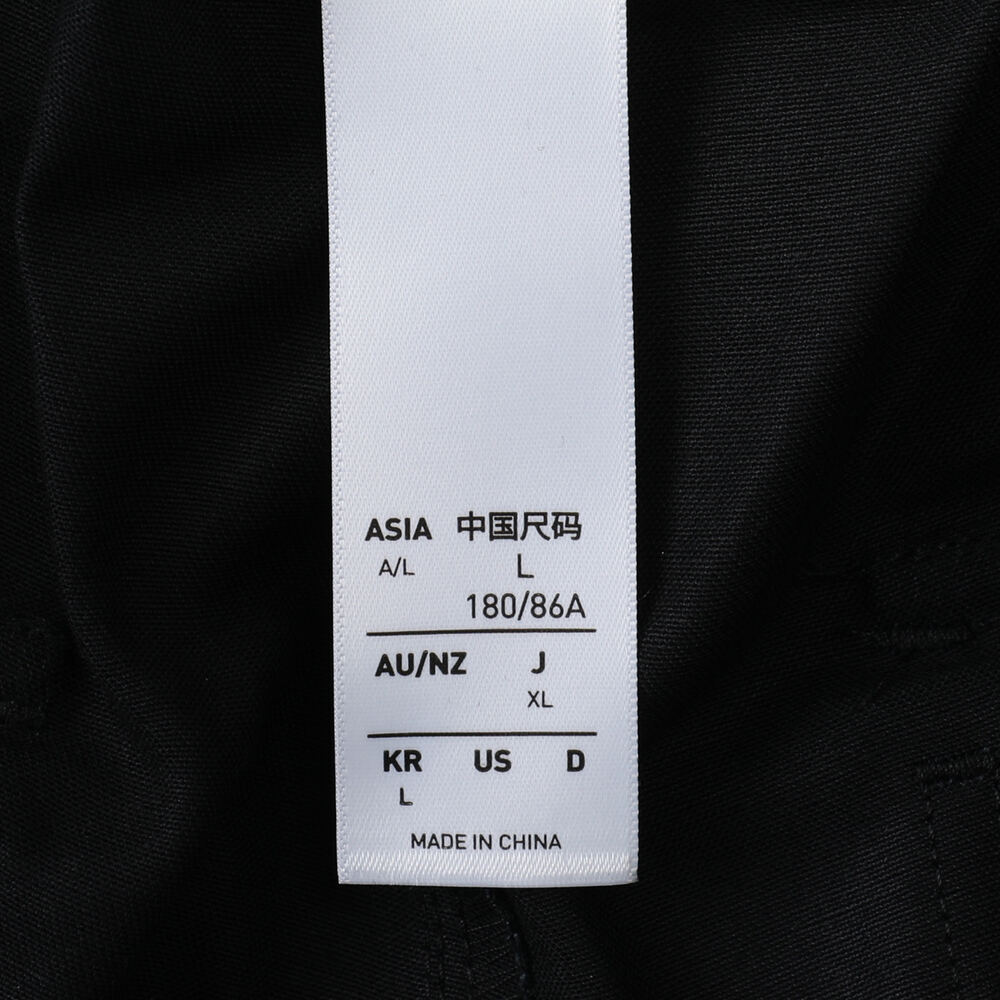 ASIA 中国尺码
A/L L
180/86A
AU/NZ J
XL
KR US D
L
MADE IN CHINA